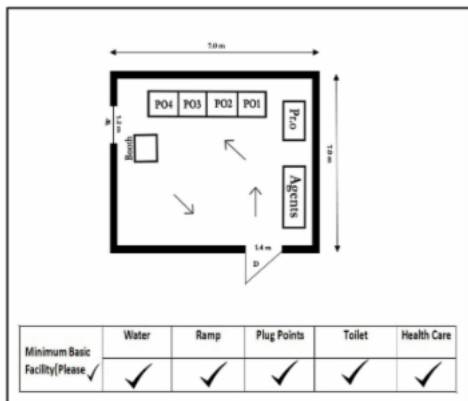 7.0 m
PO4 PO3 PO2 PO1
Pr.o
7.0 m
Booth
Agents
1.4 m
D
Water Ramp Plug Points Toilet Health Care
Minimum Basic
Facility(Please ✓ ✓ ✓ ✓ ✓ ✓